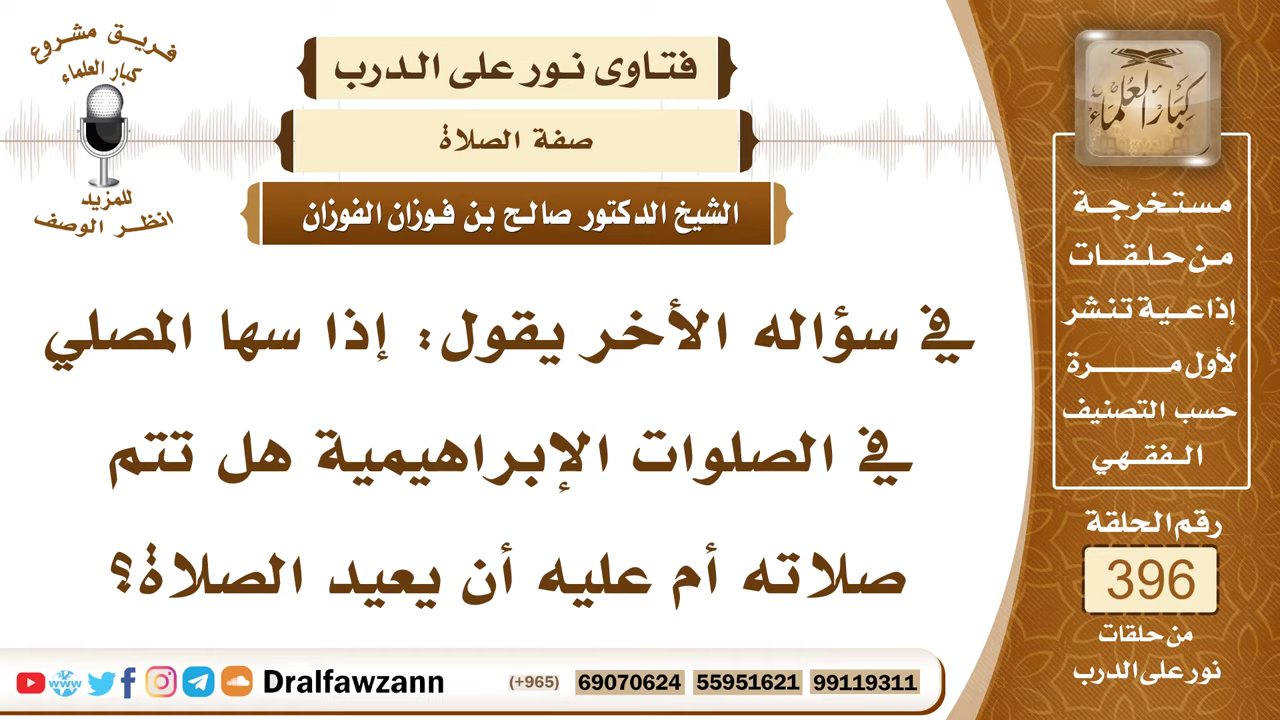 فريق مشروع
كبار العلماء
للمزيد
انظر الوصف
فتاوى نور على الدرب
صفة الصلاة
الشيخ الدكتور صالح بن فوزان الفوزان
في سؤاله الأخر يقول: إذا سها المصلي
في الصلوات الإبراهيمية هل تتم
صلاته أم عليه أن يعيد الصلاة؟
كبار العلماء
مستخرجة
من حلقات
إذاعية تنشر
لأول مرة
حسب التصنيف
الفقهي
رقم الحلقة
396
من حلقات
نور على الدرب
www
Dralfawzann (+965) 69070624 55951621 99119311